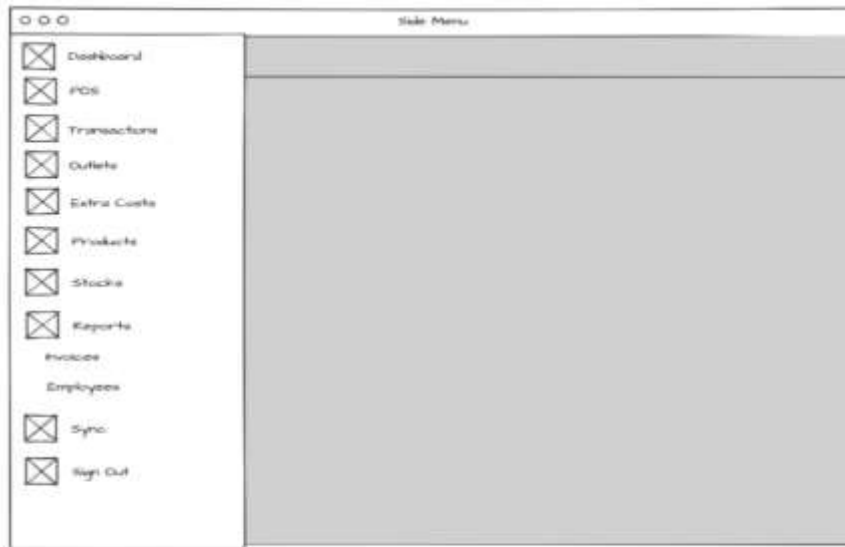 Side Menu
Dashboard
POS
Transactions
Outlets
Extra Costs
Products
Stocks
Reports
Invoices
Employees
Sync
Sign Out